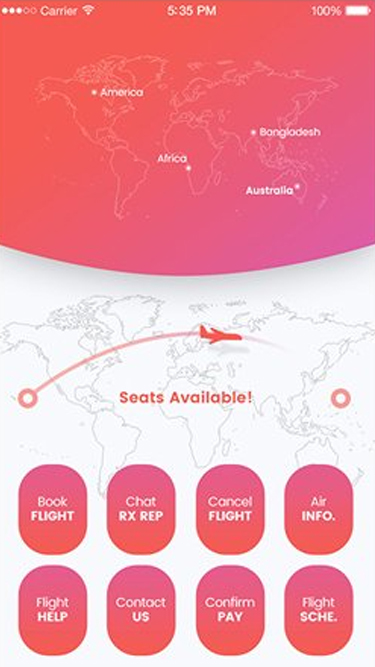 Carrier 5:35 PM 100%
America
Bangladesh
Africa
Australia
Seats Available!
Book Chat Cancel Air
FLIGHT RX REP FLIGHT INFO.
Flight Contact Confirm Flight
HELP US PAY SCHE.